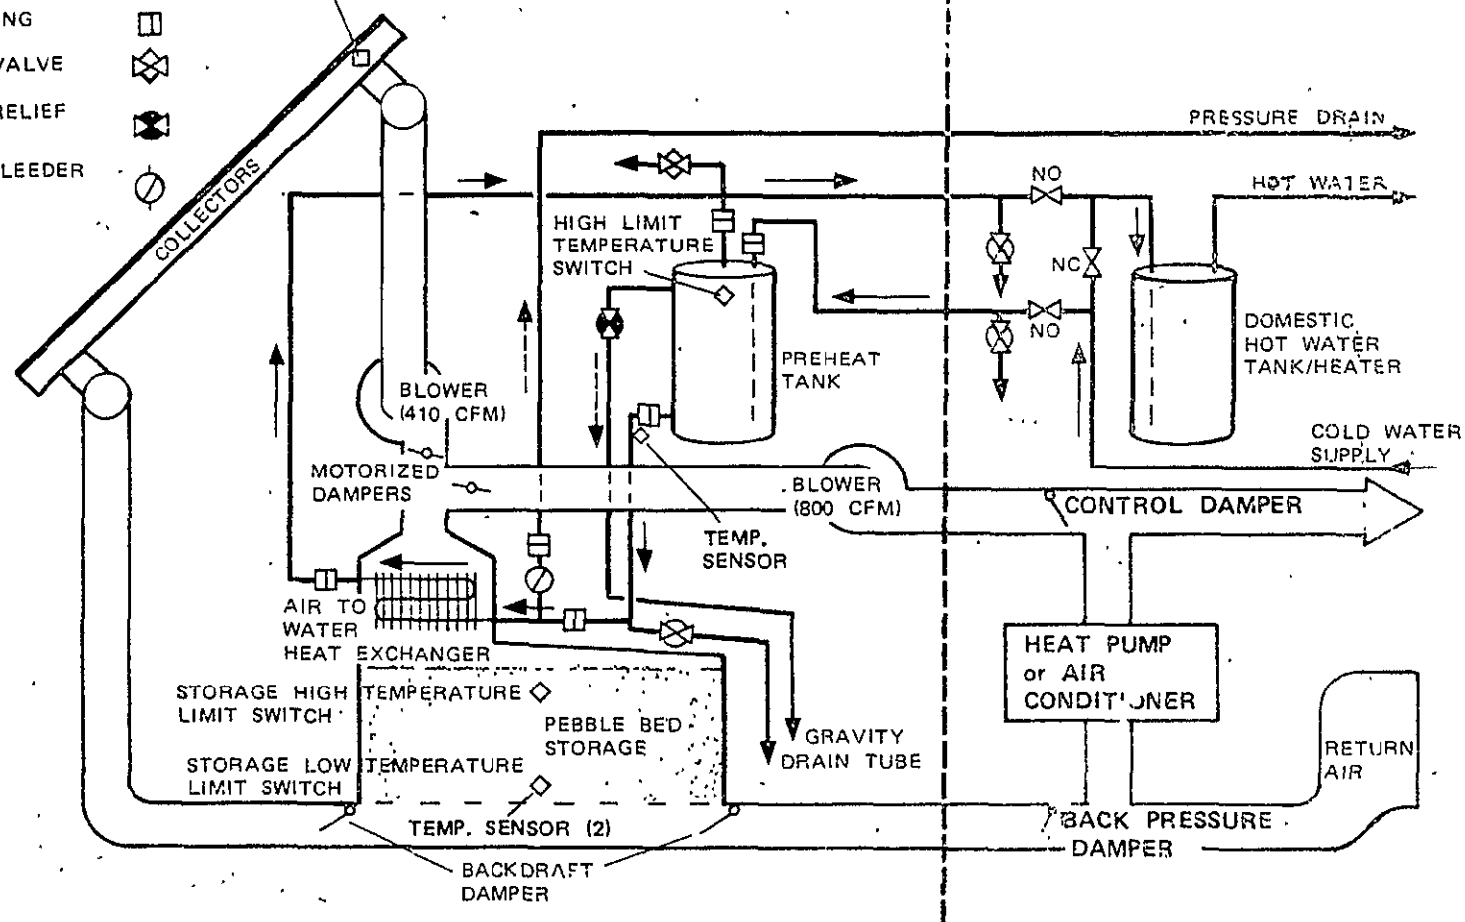 NG
VALVE
RELIEF
LEEDER
COLLECTORS
PRESSURE DRAIN
HOT WATER
NO
NC
NO
HIGH LIMIT
TEMPERATURE
SWITCH
PREHEAT
TANK
DOMESTIC
HOT WATER
TANK/HEATER
COLD WATER
SUPPLY
BLOWER
(410 CFM)
MOTORIZED
DAMPERS
BLOWER
(800 CFM)
CONTROL DAMPER
TEMP.
SENSOR
AIR TO
WATER
HEAT EXCHANGER
HEAT PUMP
or AIR
CONDITIONER
STORAGE HIGH TEMPERATURE
LIMIT SWITCH
PEBBLE BED
STORAGE
STORAGE LOW TEMPERATURE
LIMIT SWITCH
GRAVITY
DRAIN TUBE
RETURN
AIR
TEMP. SENSOR (2)
BACK PRESSURE
DAMPER
BACKDRAFT
DAMPER